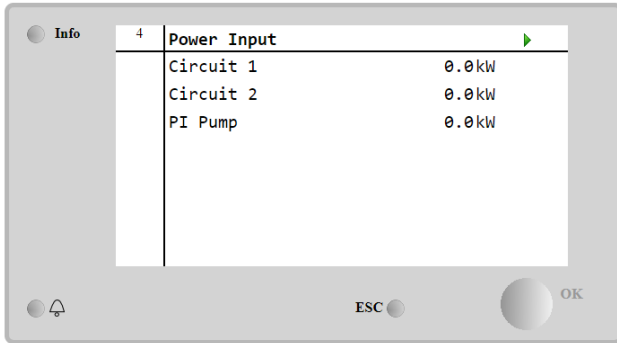 Info
4 Power Input
Circuit 1 0.0kW
Circuit 2 0.0kW
PI Pump 0.0kW
ESC
OK